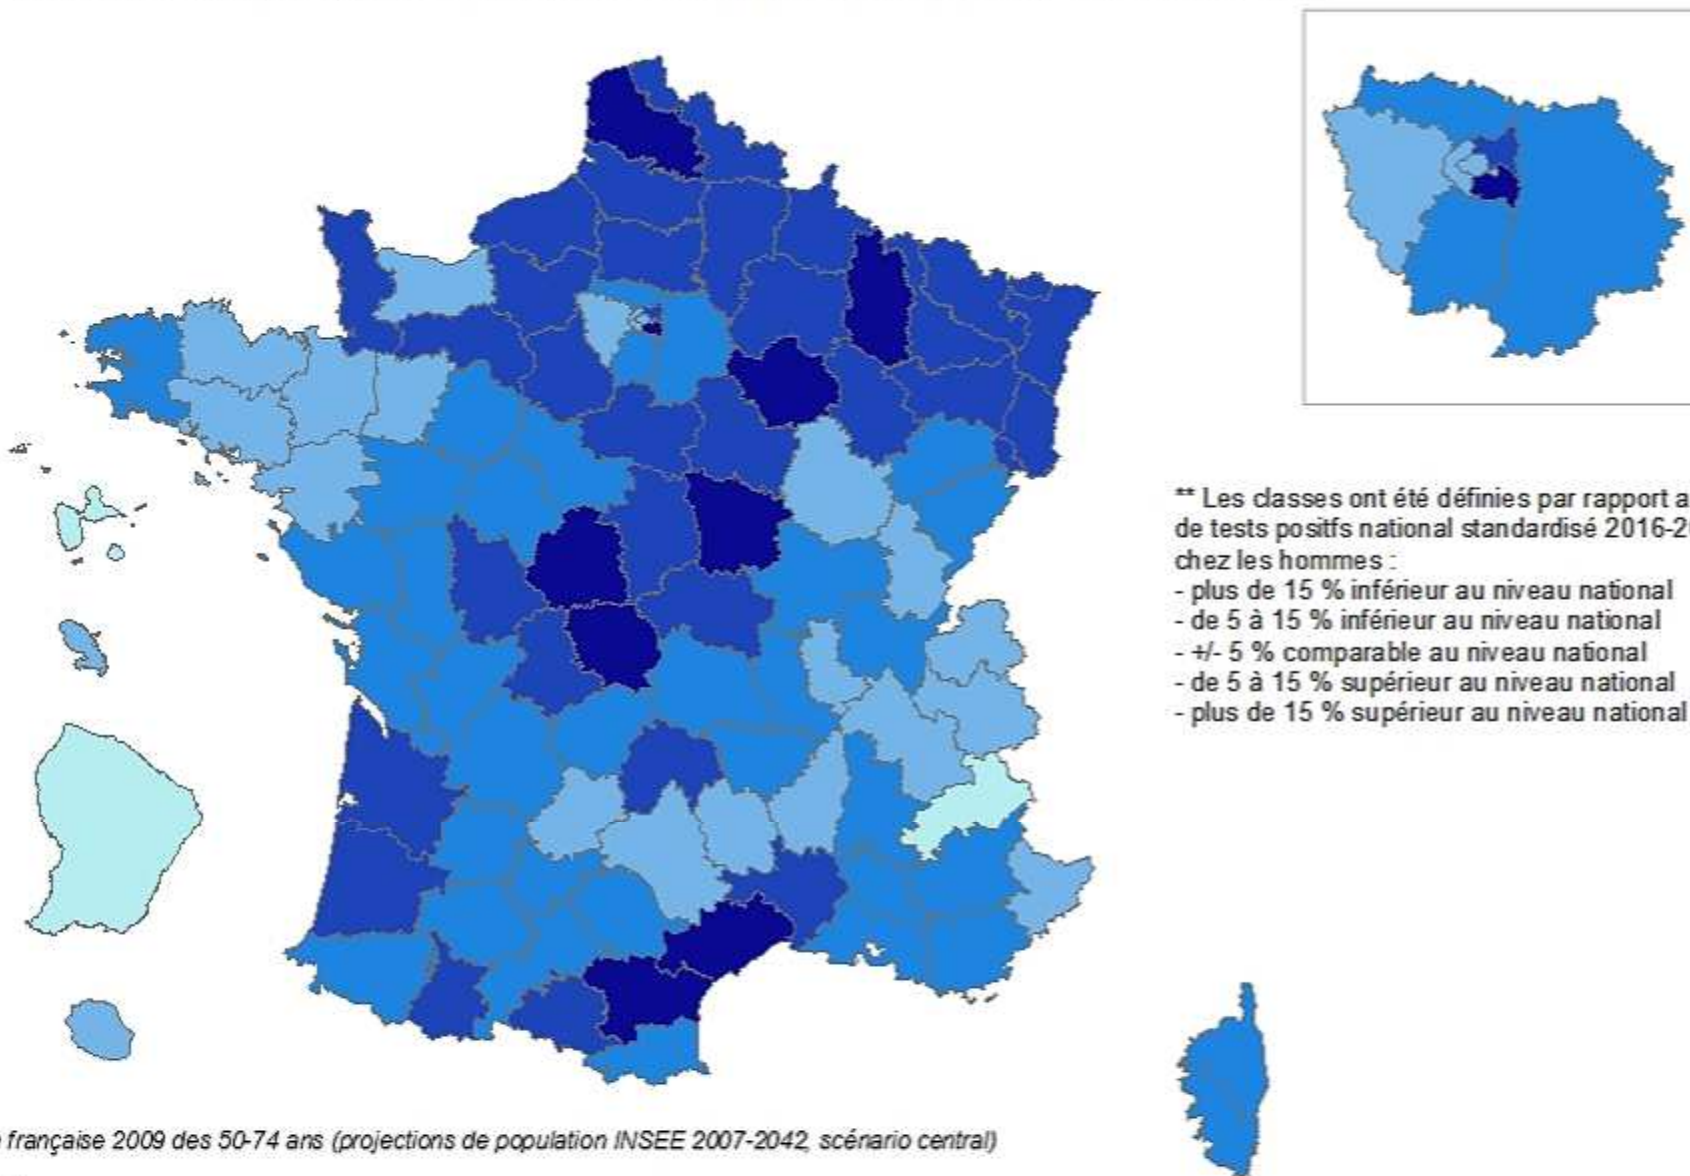 ** Les classes ont été définies par rapport a
de tests positfs national standardisé 2016-2
chez les hommes :
- plus de 15 % inférieur au niveau national
- de 5 à 15 % inférieur au niveau national
- +/- 5 % comparable au niveau national
- de 5 à 15 % supérieur au niveau national
- plus de 15 % supérieur au niveau national
française 2009 des 50-74 ans (projections de population INSEE 2007-2042, scénario central)